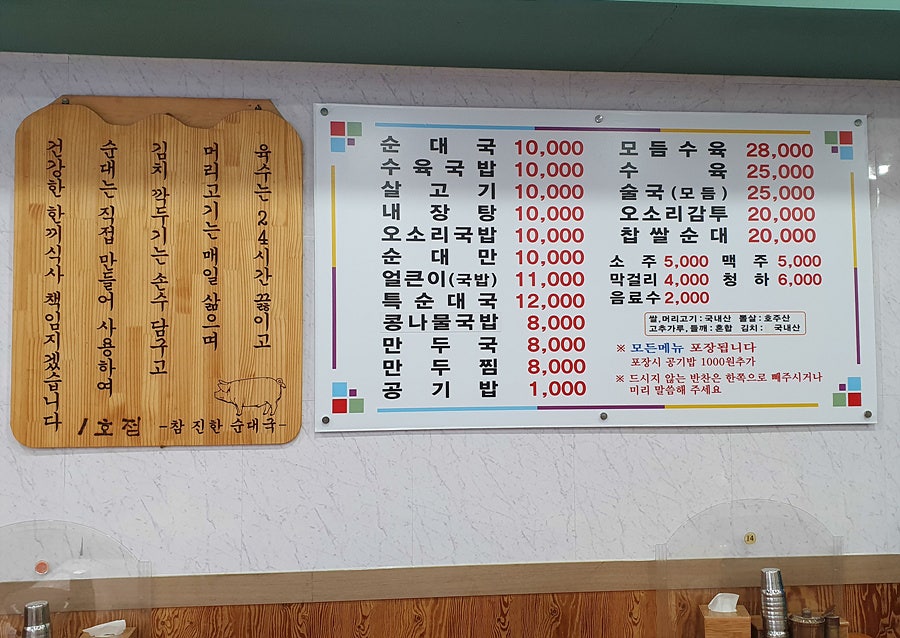 육수는 24시간 끓이고
머리고기는 매일 삶으며
김치 깍두기는 손수 담구고
순대는 직접 만들어 사용하여
건강한 한끼식사 책임지겠습니다
1호점 -참 진한 순대국-
순대국 10,000
수육국밥 10,000
살고기 10,000
내장탕 10,000
오소리국밥 10,000
순대만 10,000
얼큰이(국밥) 11,000
특순대국 12,000
콩나물국밥 8,000
만두국 8,000
만두찜 8,000
공기밥 1,000
모듬수육 28,000
수육 25,000
술국(모듬) 25,000
오소리감투 20,000
찹쌀순대 20,000
소주 5,000 맥주 5,000
막걸리 4,000 청하 6,000
음료수 2,000
쌀,머리고기:국내산 뽈살:호주산
고추가루,들깨:혼합 김치: 국내산
※ 모든메뉴 포장됩니다
포장시 공기밥 1000원추가
※ 드시지 않는 반찬은 한쪽으로 빼주시거나
미리 말씀해 주세요
14